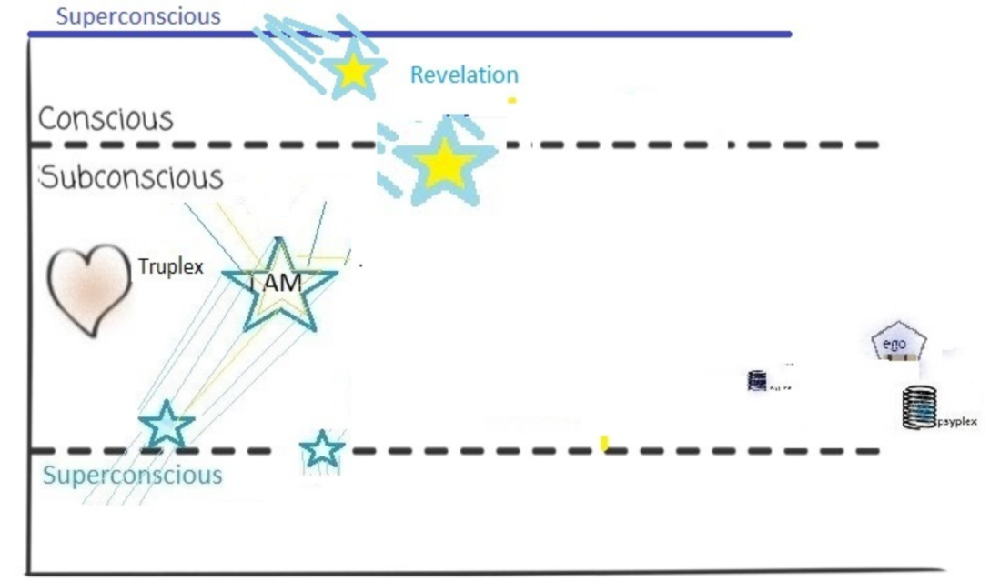 Superconscious
Revelation
Conscious
Subconscious
Truplex
I AM
ego
psyplex
Superconscious